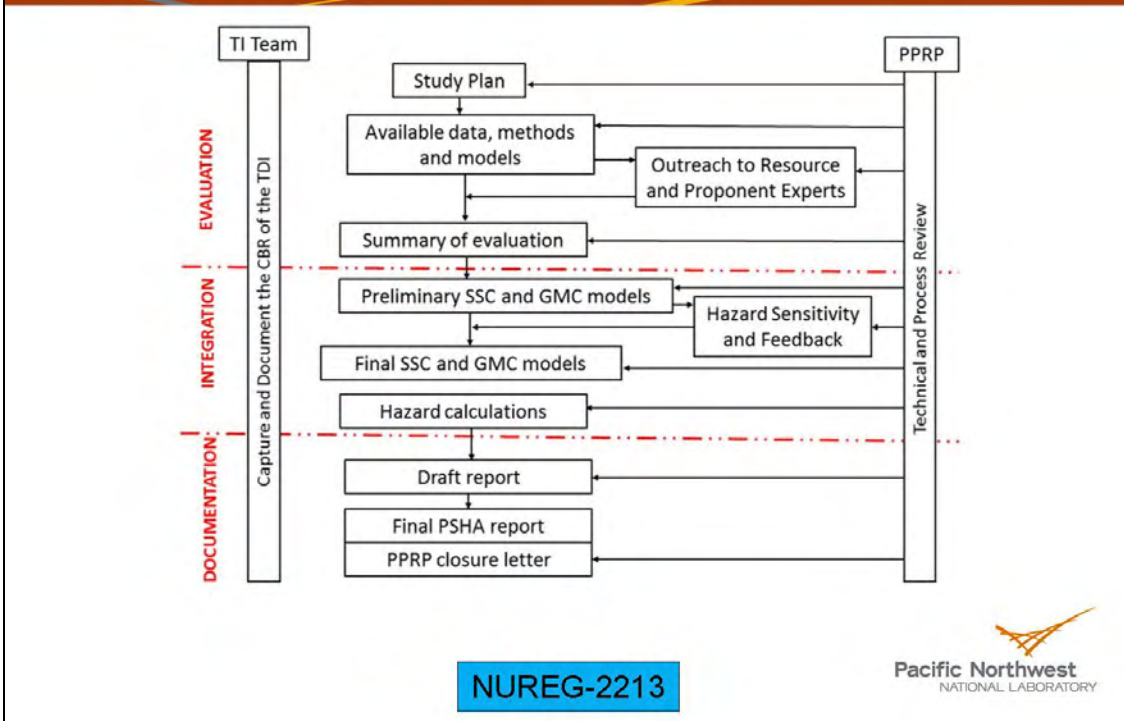 TI Team
PPRP
Study Plan
Available data, methods
and models
Outreach to Resource
and Proponent Experts
Summary of evaluation
Preliminary SSC and GMC models
Hazard Sensitivity
and Feedback
Final SSC and GMC models
Hazard calculations
Draft report
Final PSHA report
PPRP closure letter
EVALUATION
INTEGRATION
DOCUMENTATION
Capture and Document the CBR of the TDI
Technical and Process Review
NUREG-2213
Pacific Northwest
NATIONAL LABORATORY